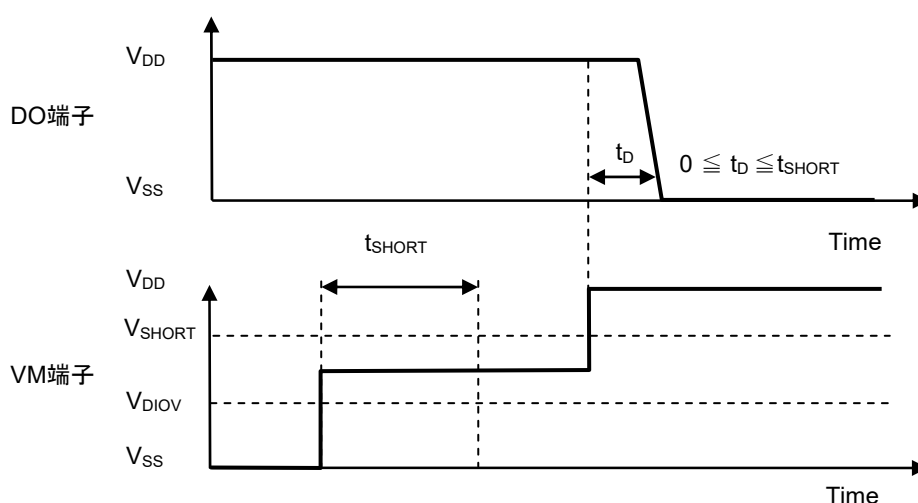 VDD
DO端子
tD
0 ≦ tD ≦tSHORT
VSS
Time
tSHORT
VDD
VSHORT
VM端子
VDIOV
VSS
Time